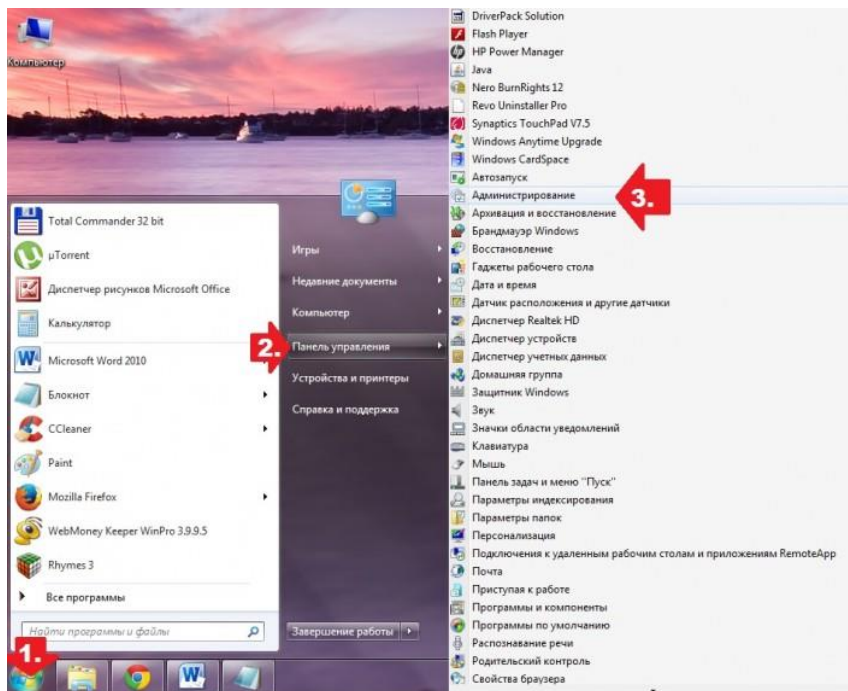 Компьютер
Total Commander 32 bit
µTorrent
Диспетчер рисунков Microsoft Office
Калькулятор
Microsoft Word 2010
Блокнот
CCleaner
Paint
Mozilla Firefox
WebMoney Keeper WinPro 3.9.9.5
Rhymes 3
Все программы
Найти программы и файлы
1.
Игры
Недавние документы
Компьютер
2.
Панель управления
Устройства и принтеры
Справка и поддержка
Завершение работы
DriverPack Solution
Flash Player
HP Power Manager
Java
Nero BurnRights 12
Revo Uninstaller Pro
Synaptics TouchPad V7.5
Windows Anytime Upgrade
Windows CardSpace
Автозапуск
Администрирование
3.
Архивация и восстановление
Брандмауэр Windows
Восстановление
Гаджеты рабочего стола
Дата и время
Датчик расположения и другие датчики
Диспетчер Realtek HD
Диспетчер устройств
Диспетчер учетных данных
Домашняя группа
Защитник Windows
Звук
Значки области уведомлений
Клавиатура
Мышь
Панель задач и меню "Пуск"
Параметры индексирования
Параметры папок
Персонализация
Подключения к удаленным рабочим столам и приложениям RemoteApp
Почта
Приступая к работе
Программы и компоненты
Программы по умолчанию
Распознавание речи
Родительский контроль
Свойства браузера